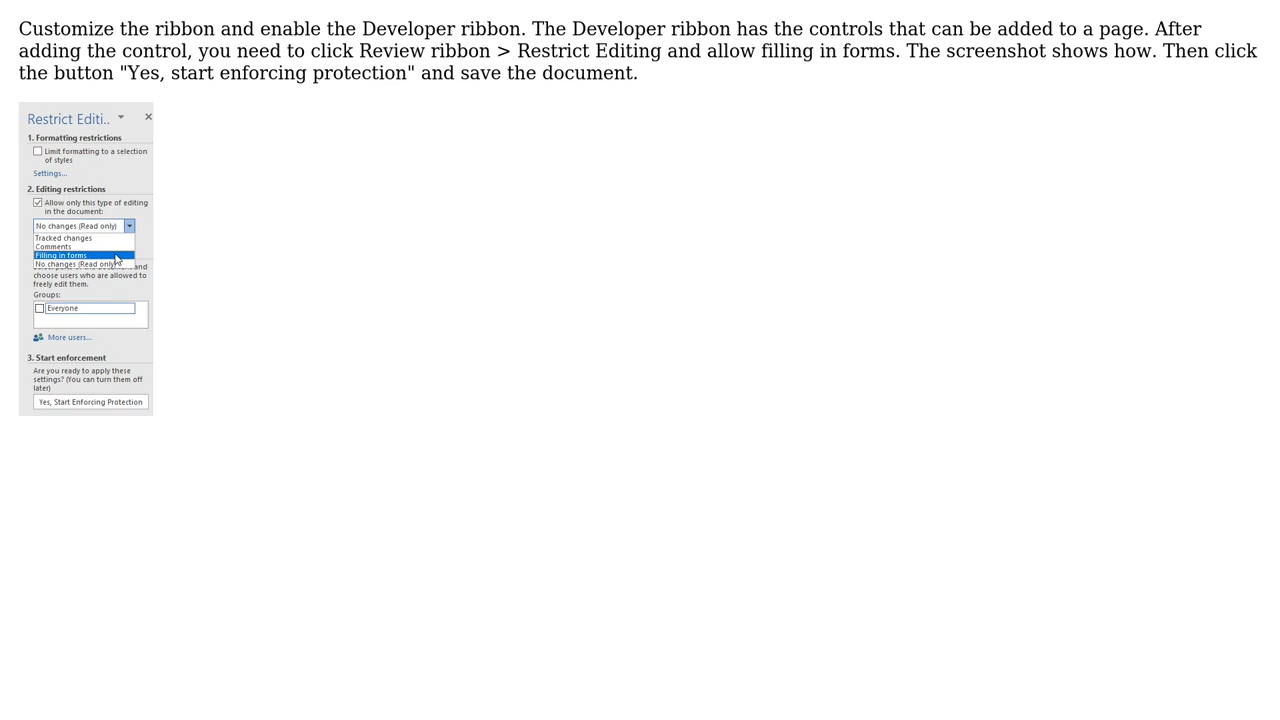 Customize the ribbon and enable the Developer ribbon. The Developer ribbon has the controls that can be added to a page. After
adding the control, you need to click Review ribbon > Restrict Editing and allow filling in forms. The screenshot shows how. Then click
the button "Yes, start enforcing protection" and save the document.
Restrict Editi..
1. Formatting restrictions
Limit formatting to a selection
of styles
Settings...
2. Editing restrictions
Allow only this type of editing
in the document:
No changes (Read only)
Tracked changes
Comments
Filling in forms
No changes (Read only)
and
choose users who are allowed to
freely edit them.
Groups:
Everyone
More users...
3. Start enforcement
Are you ready to apply these
settings? (You can turn them off
later)
Yes, Start Enforcing Protection